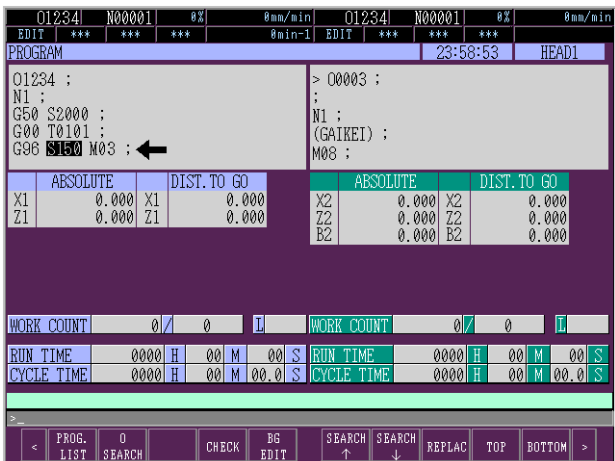 O1234 N00001 0% 0mm/min O1234 N00001 0% 0mm/min
EDIT *** *** *** 0min-1 EDIT *** *** ***
PROGRAM 23:58:53 HEAD1
O1234 ;
N1 ;
G50 S2000 ;
G00 T0101 ;
G96 S150 M03 ;
> O0003 ;
;
N1 ;
(GAIKEI) ;
M08 ;
ABSOLUTE DIST.TO GO
X1 0.000 X1 0.000
Z1 0.000 Z1 0.000
ABSOLUTE DIST.TO GO
X2 0.000 X2 0.000
Z2 0.000 Z2 0.000
B2 0.000 B2 0.000
WORK COUNT 0 / 0 L WORK COUNT 0 / 0 L
RUN TIME 0000 H 00 M 00 S RUN TIME 0000 H 00 M 00 S
CYCLE TIME 0000 H 00 M 00.0 S CYCLE TIME 0000 H 00 M 00.0 S
>_
< PROG. LIST O SEARCH CHECK BG EDIT SEARCH ↑ SEARCH ↓ REPLAC TOP BOTTOM >